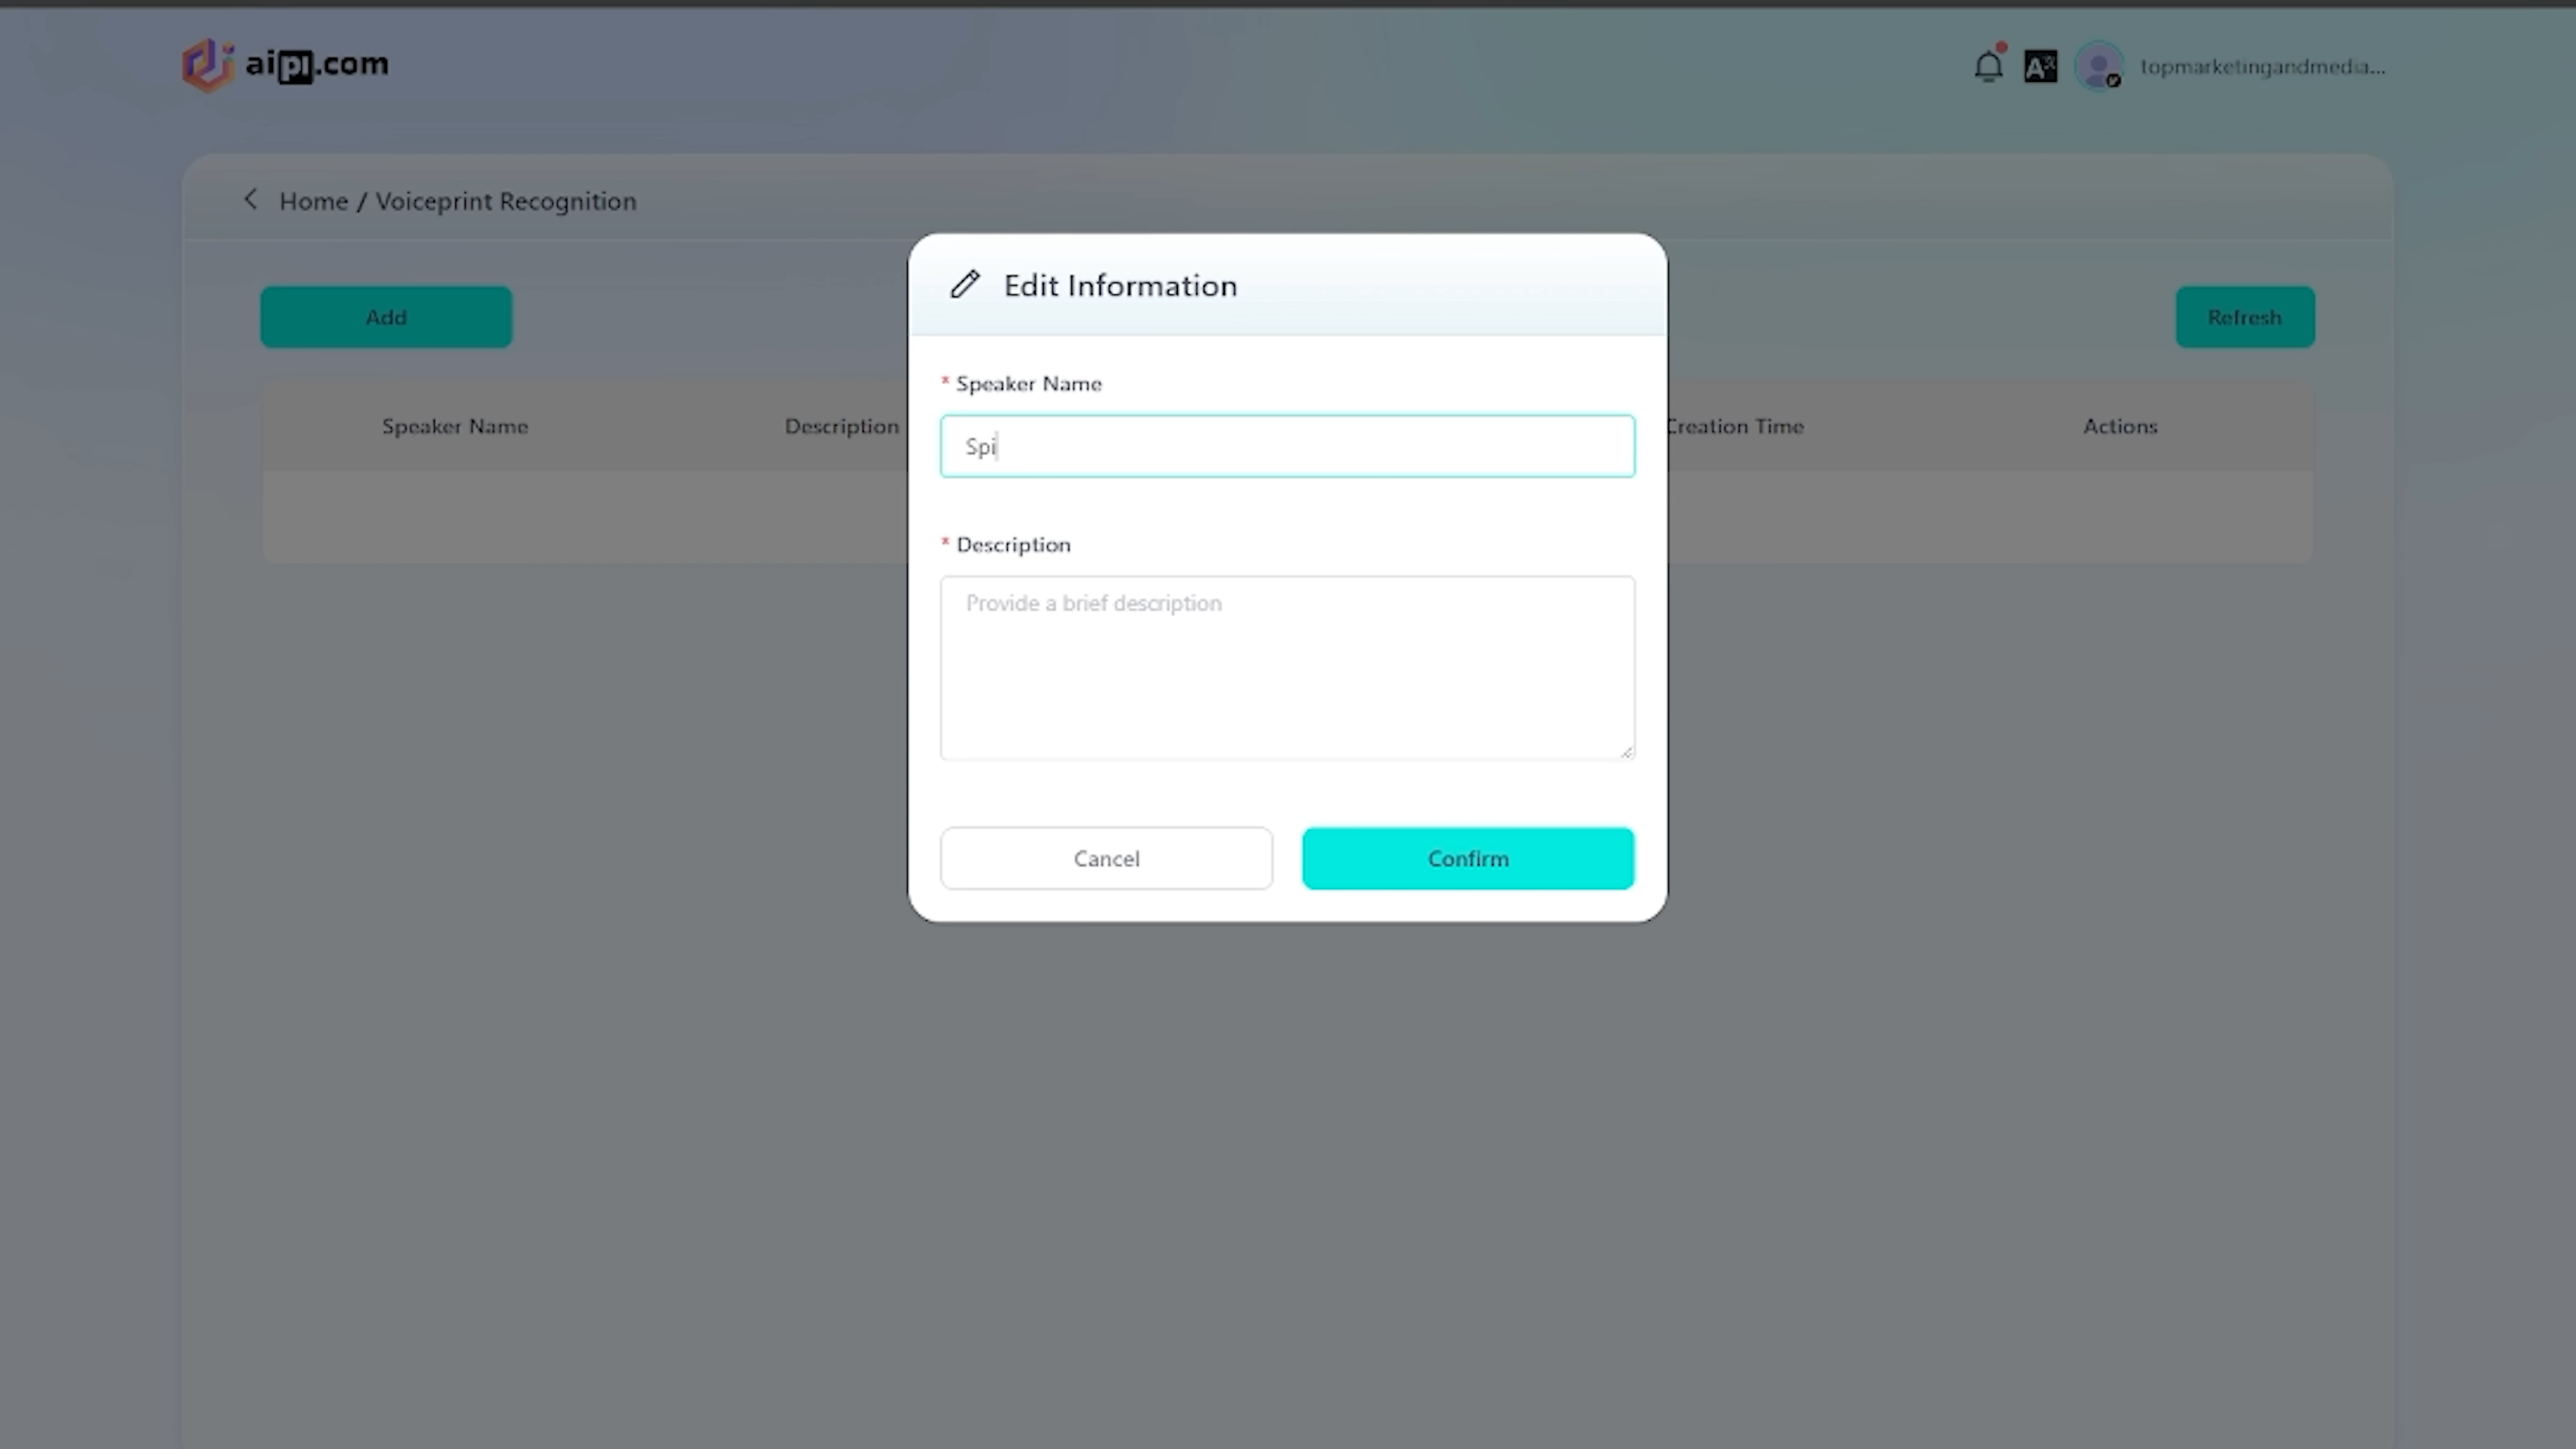 aipi.com
topmarketingandmedia...
Home / Voiceprint Recognition
Add
Refresh
Speaker Name
Description
Creation Time
Actions
Edit Information
* Speaker Name
Spi
* Description
Provide a brief description
Cancel
Confirm